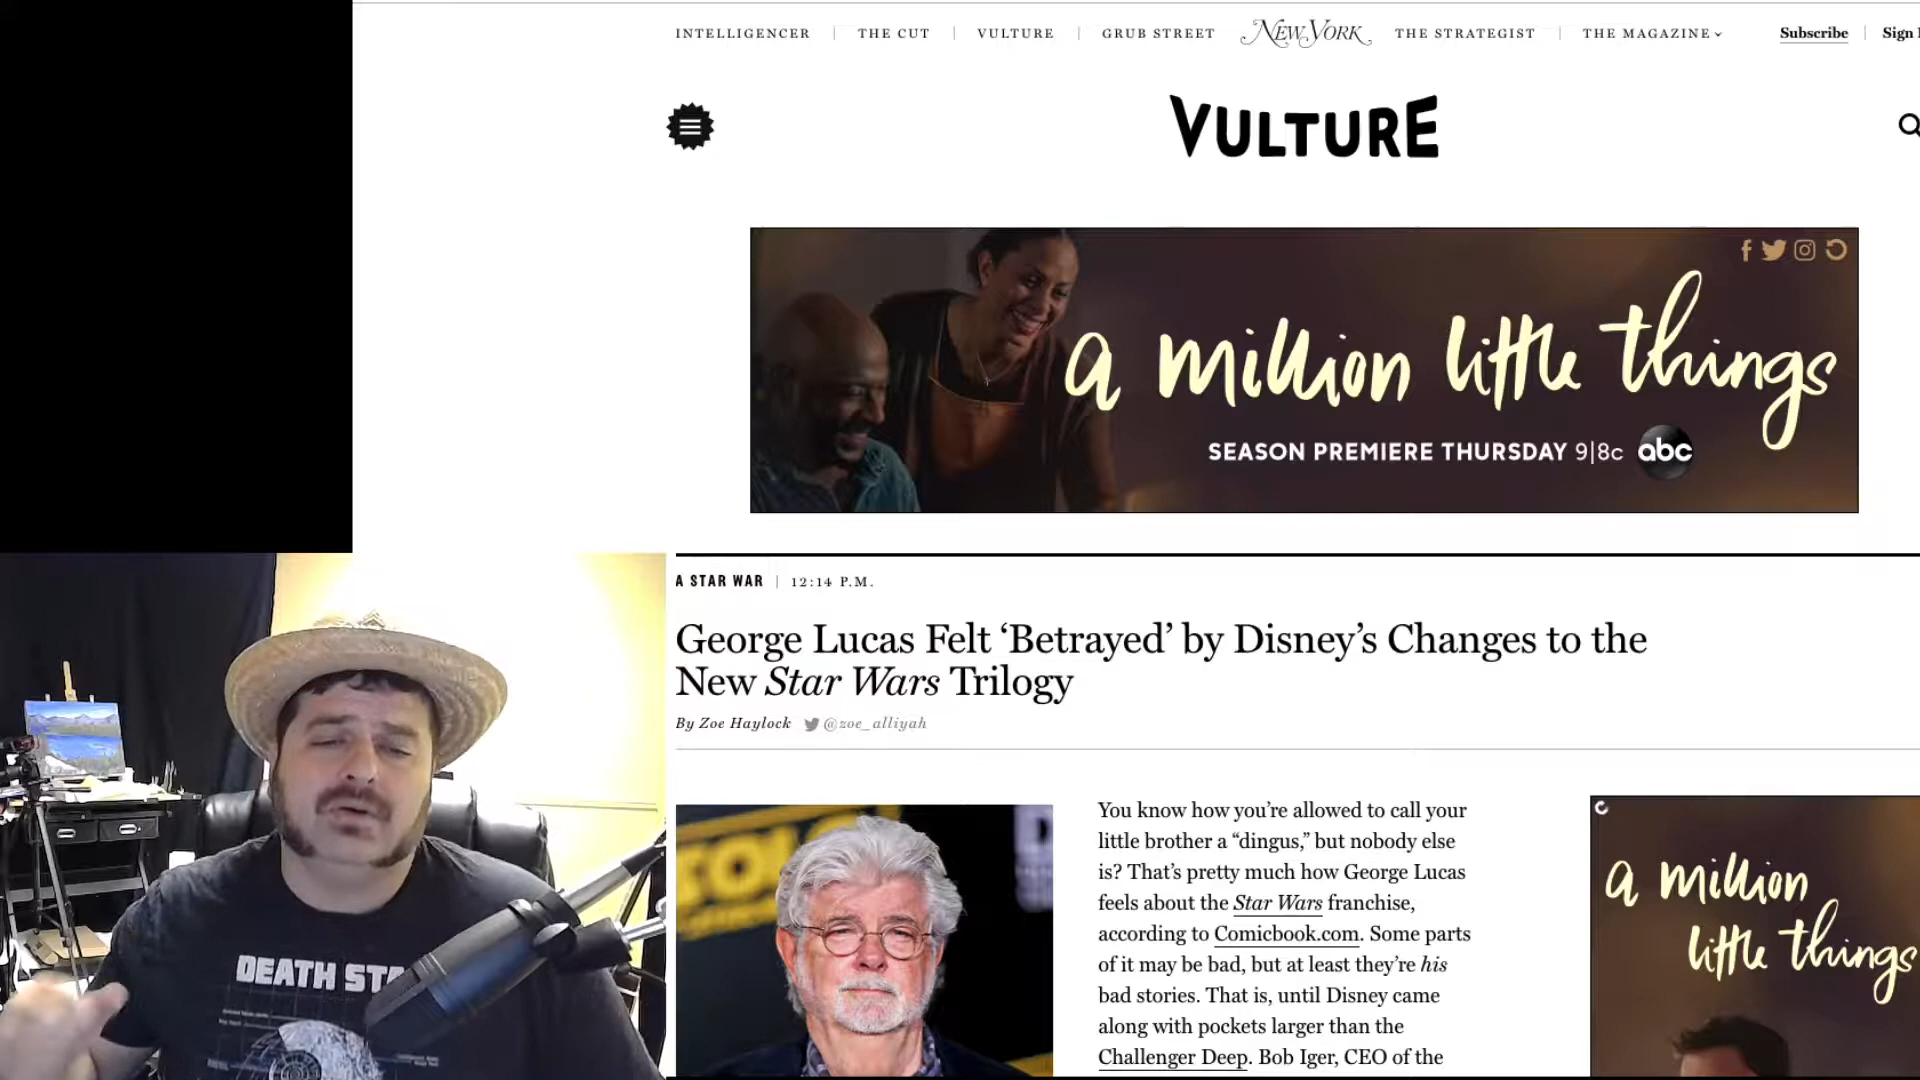 INTELLIGENCER | THE CUT | VULTURE | GRUB STREET NEW YORK THE STRATEGIST | THE MAGAZINE Subscribe | Sign
VULTURE
a million little things
SEASON PREMIERE THURSDAY 9|8c abc
A STAR WAR | 12:14 P.M.
George Lucas Felt ‘Betrayed’ by Disney’s Changes to the
New Star Wars Trilogy
By Zoe Haylock @zoe_alliyah
You know how you’re allowed to call your
little brother a “dingus,” but nobody else
is? That’s pretty much how George Lucas
feels about the Star Wars franchise,
according to Comicbook.com. Some parts
of it may be bad, but at least they’re his
bad stories. That is, until Disney came
along with pockets larger than the
Challenger Deep. Bob Iger, CEO of the
a million
little things
DEATH STA